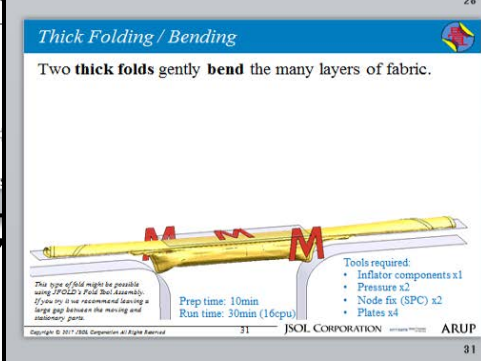 28
Thick Folding / Bending
Two thick folds gently bend the many layers of fabric.
M M M
This type of fold might be possible
using JFOLD's Fold Tool Assembly.
If you try it we recommend leaving a
large gap between the moving and
stationary parts.
Prep time: 10min
Run time: 30min (16cpu)
Tools required:
• Inflator components x1
• Pressure x2
• Node fix (SPC) x2
• Plates x4
Copyright © 2017 JSOL Corporation All Rights Reserved
31
JSOL CORPORATION
ARUP
31